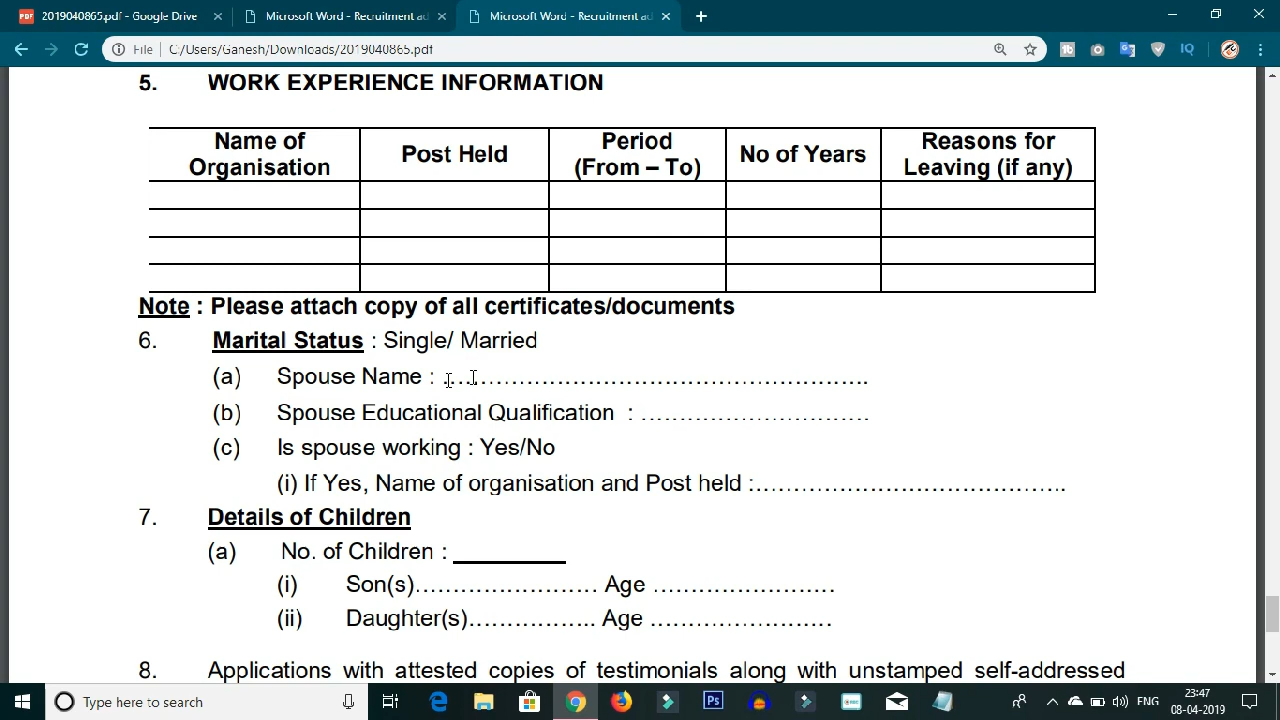 2019040865.pdf - Google Drive
Microsoft Word - Recruitment ad
Microsoft Word - Recruitment ad
File | C:/Users/Ganesh/Downloads/2019040865.pdf
5. WORK EXPERIENCE INFORMATION
Name of Organisation Post Held Period (From – To) No of Years Reasons for Leaving (if any)
Note : Please attach copy of all certificates/documents
6. Marital Status : Single/ Married
(a) Spouse Name : ……………………………………………….
(b) Spouse Educational Qualification : …………………………
(c) Is spouse working : Yes/No
(i) If Yes, Name of organisation and Post held :…………………………………..
7. Details of Children
(a) No. of Children : _________
(i) Son(s)…………………… Age ……………………
(ii) Daughter(s)…………….. Age ……………………
8. Applications with attested copies of testimonials along with unstamped self-addressed
Type here to search
ENG
23:47
08-04-2019